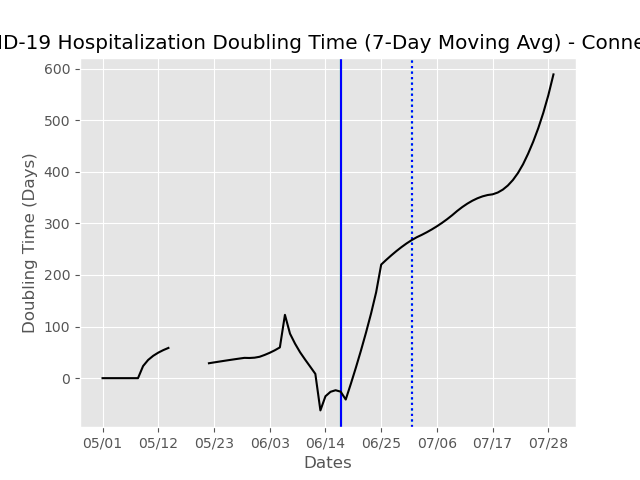 ID-19 Hospitalization Doubling Time (7-Day Moving Avg) - Conne
600
500
400
300
200
100
0
Doubling Time (Days)
05/01 05/12 05/23 06/03 06/14 06/25 07/06 07/17 07/28
Dates